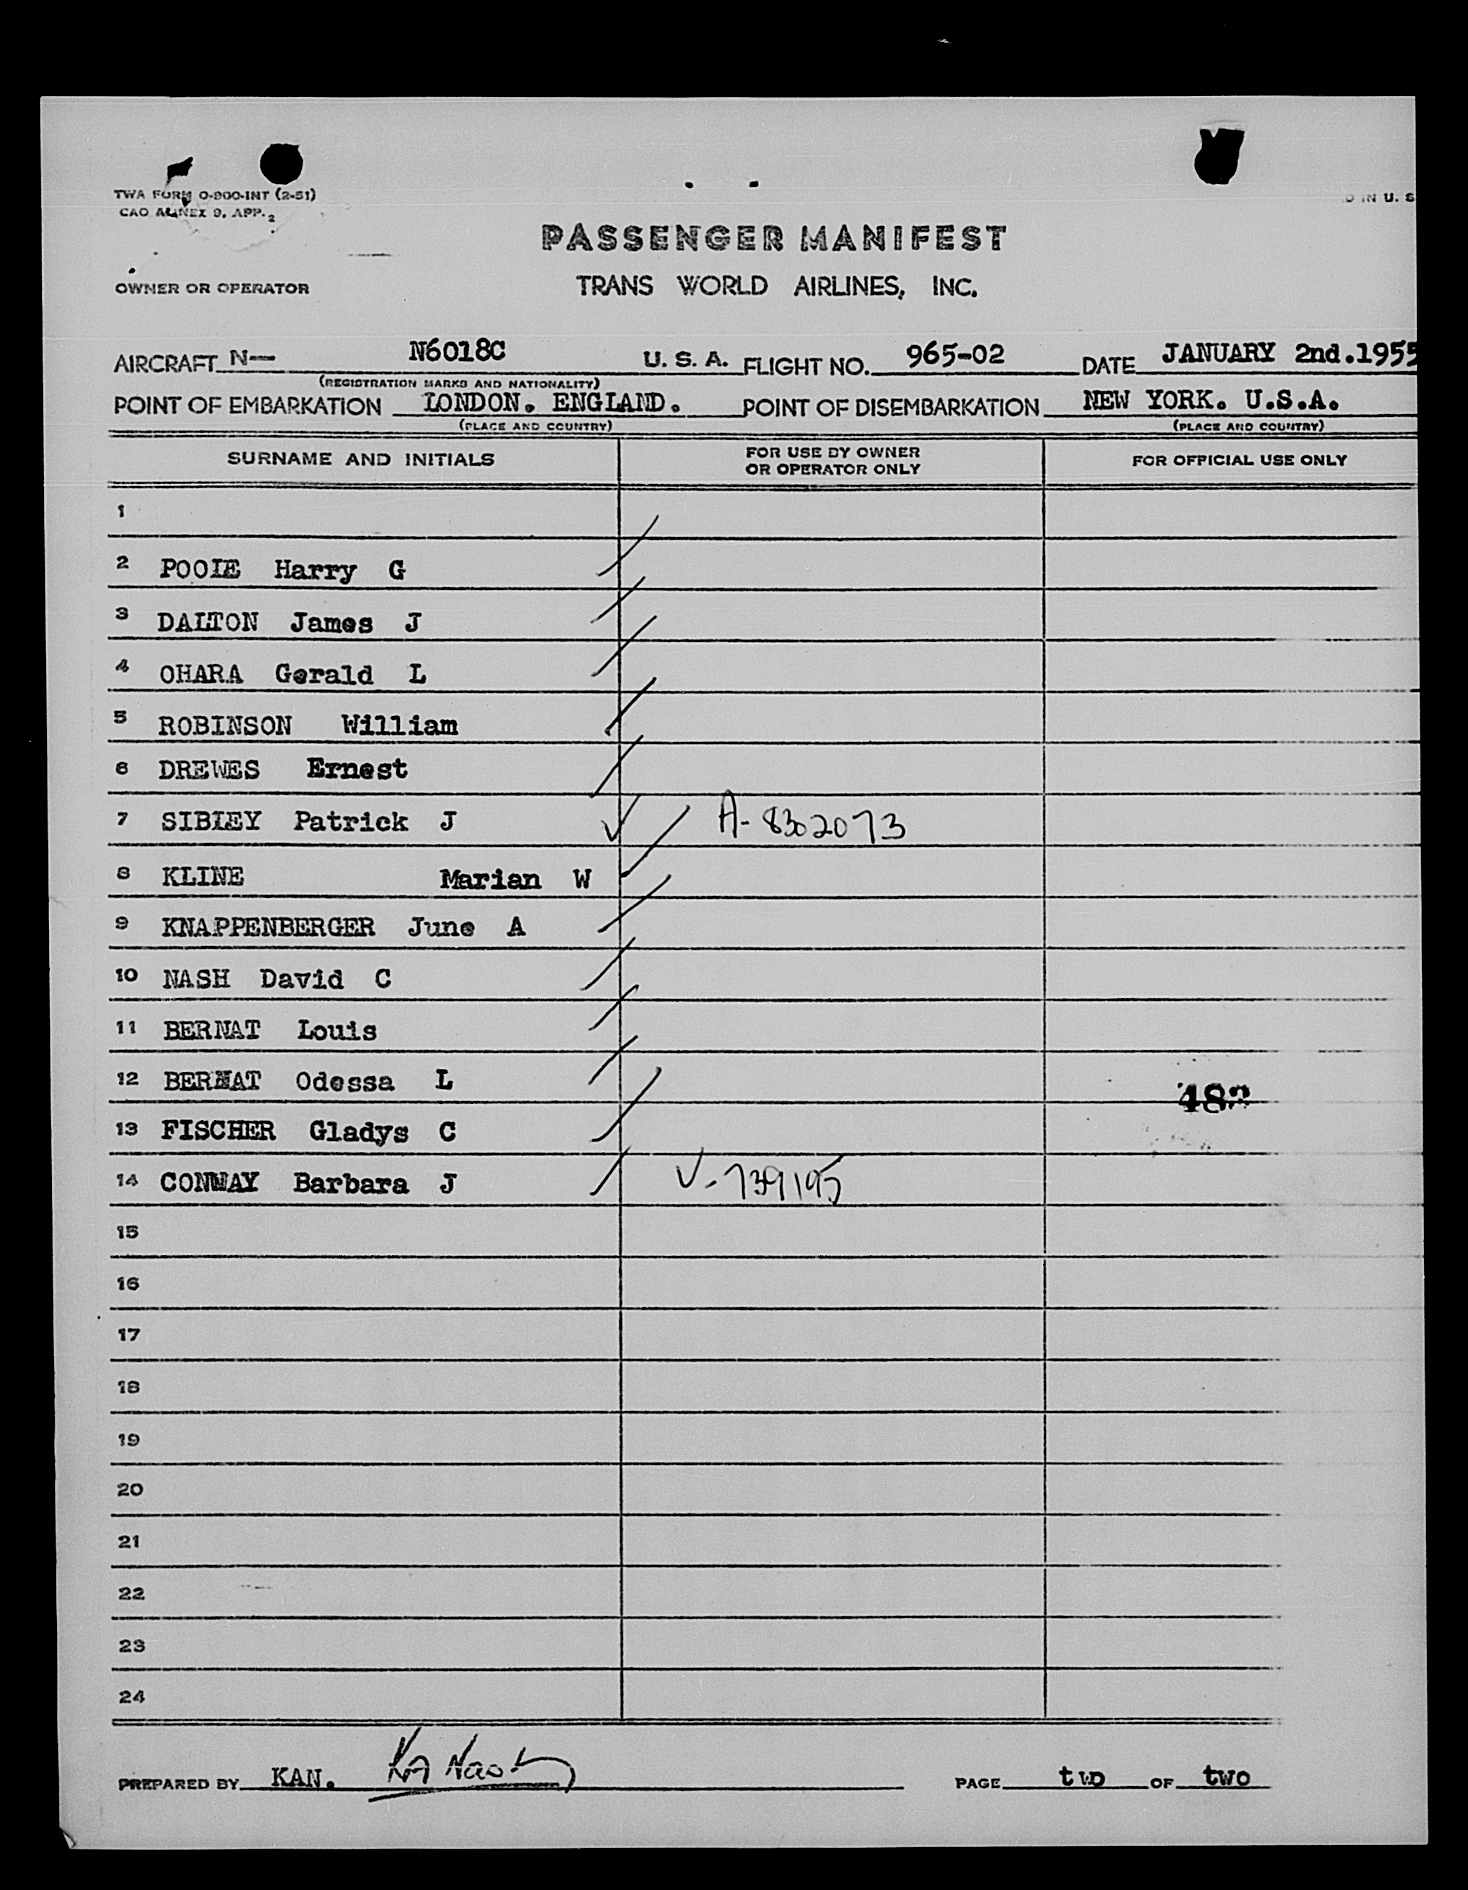 TWA FORM O-900-INT (2-51)
CAO ANNEX 9, APP. 2
IN U. S
PASSENGER MANIFEST
TRANS WORLD AIRLINES, INC.
OWNER OR OPERATOR
AIRCRAFT N— N6018C U. S. A. FLIGHT NO. 965-02 DATE JANUARY 2nd.1955
(REGISTRATION MARKS AND NATIONALITY)
POINT OF EMBARKATION LONDON. ENGLAND. POINT OF DISEMBARKATION NEW YORK. U.S.A.
(PLACE AND COUNTRY) (PLACE AND COUNTRY)
SURNAME AND INITIALS FOR USE BY OWNER OR OPERATOR ONLY FOR OFFICIAL USE ONLY
1
2 POOLE Harry G
3 DALTON James J
4 OHARA Gerald L
5 ROBINSON William
6 DREWES Ernest
7 SIBLEY Patrick J A-8302073
8 KLINE Marian W
9 KNAPPENBERGER June A
10 NASH David C
11 BERNAT Louis
12 BERNAT Odessa L
483
13 FISCHER Gladys C
14 CONWAY Barbara J V-739195
15
16
17
18
19
20
21
22
23
24
PREPARED BY KAN. KA Nash PAGE two OF two